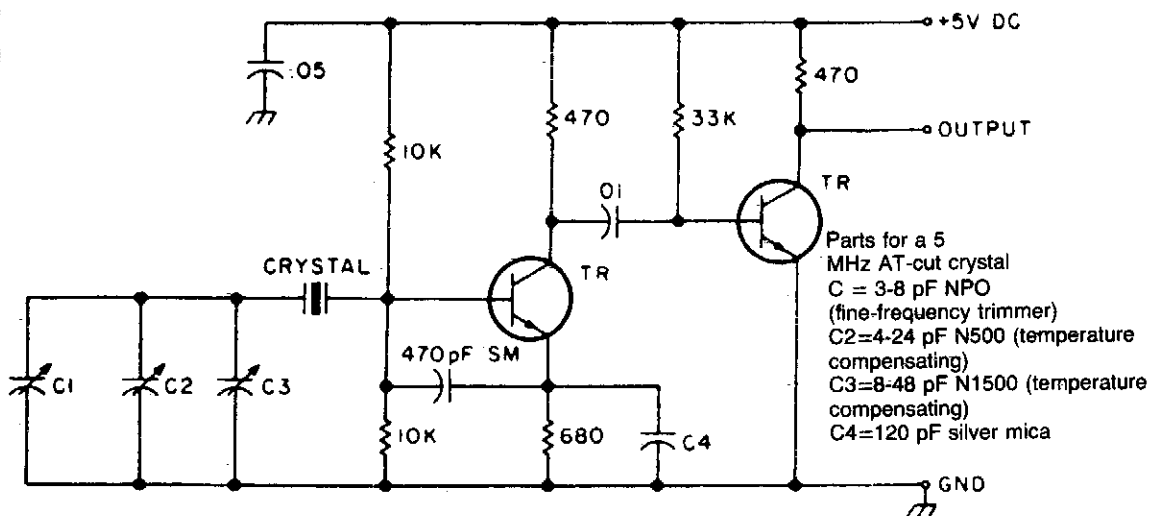 +5V DC
.05
470
470
33K
10K
OUTPUT
TR
.01
CRYSTAL
TR
Parts for a 5
MHz AT-cut crystal
C = 3-8 pF NPO
(fine-frequency trimmer)
C2=4-24 pF N500 (temperature
compensating)
C3=8-48 pF N1500 (temperature
compensating)
C4=120 pF silver mica
470pF SM
C1
C2
C3
10K
680
C4
GND